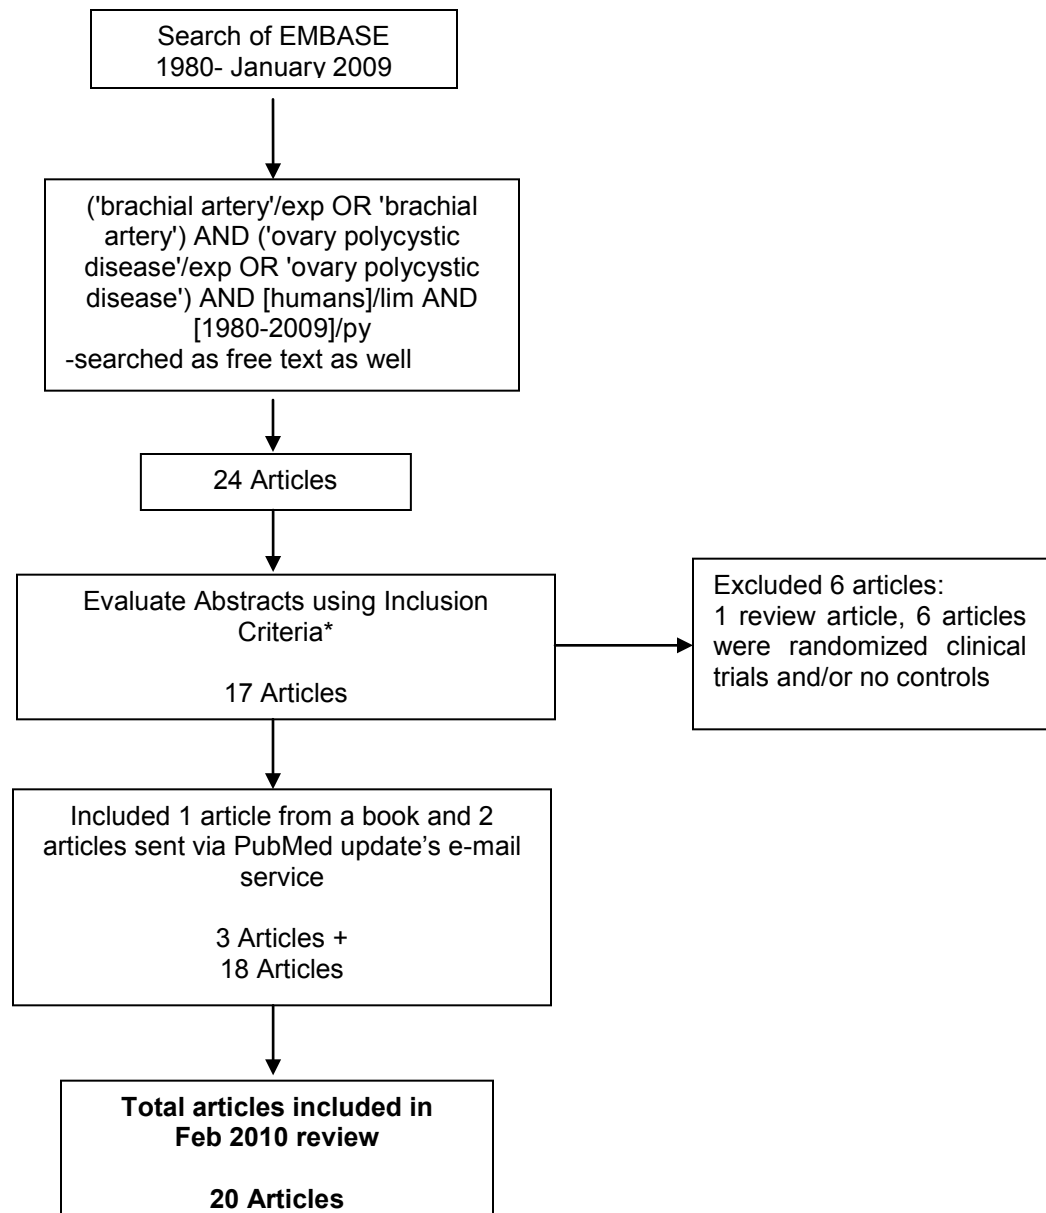 Search of EMBASE
1980- January 2009
('brachial artery'/exp OR 'brachial
artery') AND ('ovary polycystic
disease'/exp OR 'ovary polycystic
disease') AND [humans]/lim AND
[1980-2009]/py
-searched as free text as well
24 Articles
Evaluate Abstracts using Inclusion
Criteria*
17 Articles
Excluded 6 articles:
1 review article, 6 articles
were randomized clinical
trials and/or no controls
Included 1 article from a book and 2
articles sent via PubMed update's e-mail
service
3 Articles +
18 Articles
Total articles included in
Feb 2010 review
20 Articles